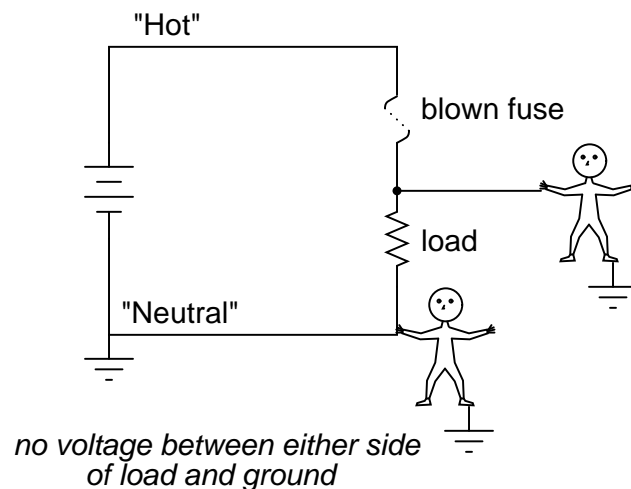 "Hot"
blown fuse
load
"Neutral"
no voltage between either side
of load and ground